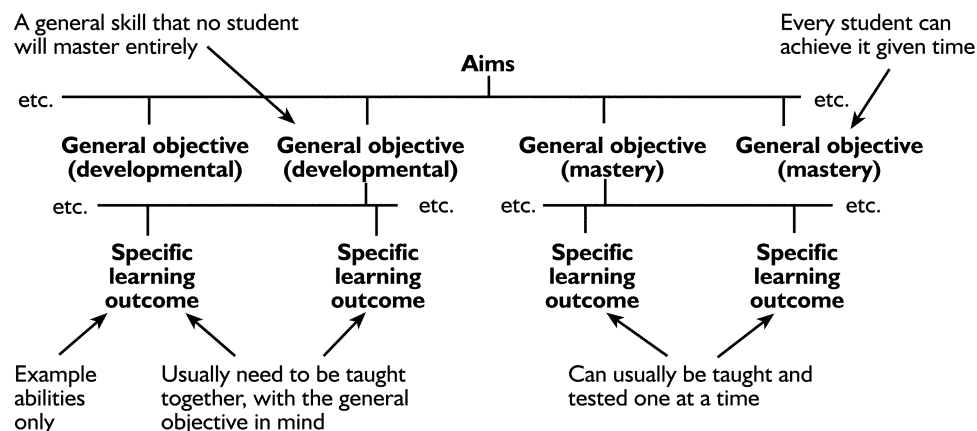 A general skill that no student
will master entirely
Every student can
achieve it given time
Aims
etc.
etc.
General objective
(developmental)
General objective
(developmental)
General objective
(mastery)
General objective
(mastery)
etc.
etc.
etc.
etc.
Specific
learning
outcome
Specific
learning
outcome
Specific
learning
outcome
Specific
learning
outcome
Example
abilities
only
Usually need to be taught
together, with the general
objective in mind
Can usually be taught and
tested one at a time